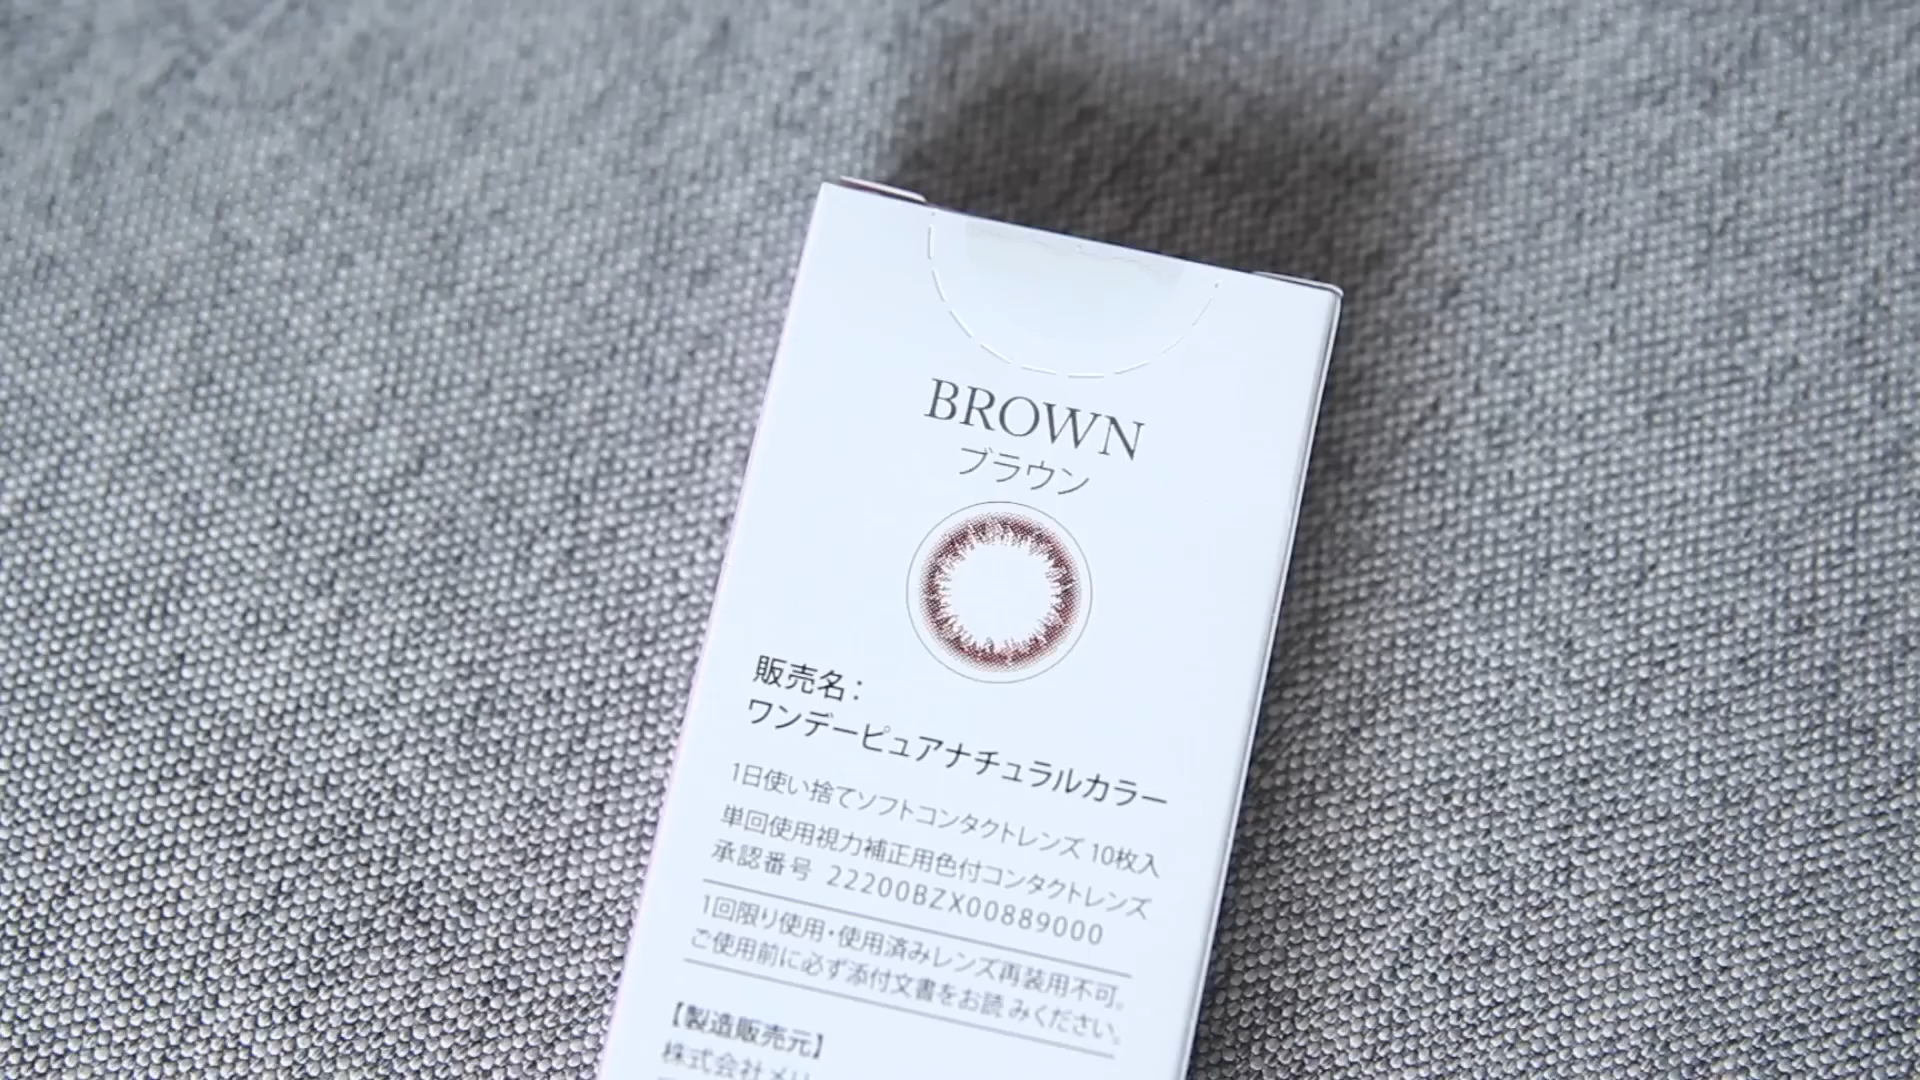 BROWN
ブラウン
販売名：
ワンデーピュアナチュラルカラー
1日使い捨てソフトコンタクトレンズ 10枚入
単回使用視力補正用色付コンタクトレンズ
承認番号 22200BZX00889000
1回限り使用・使用済みレンズ再装用不可。
ご使用前に必ず添付文書をお読みください。
【製造販売元】
株式会社メリ